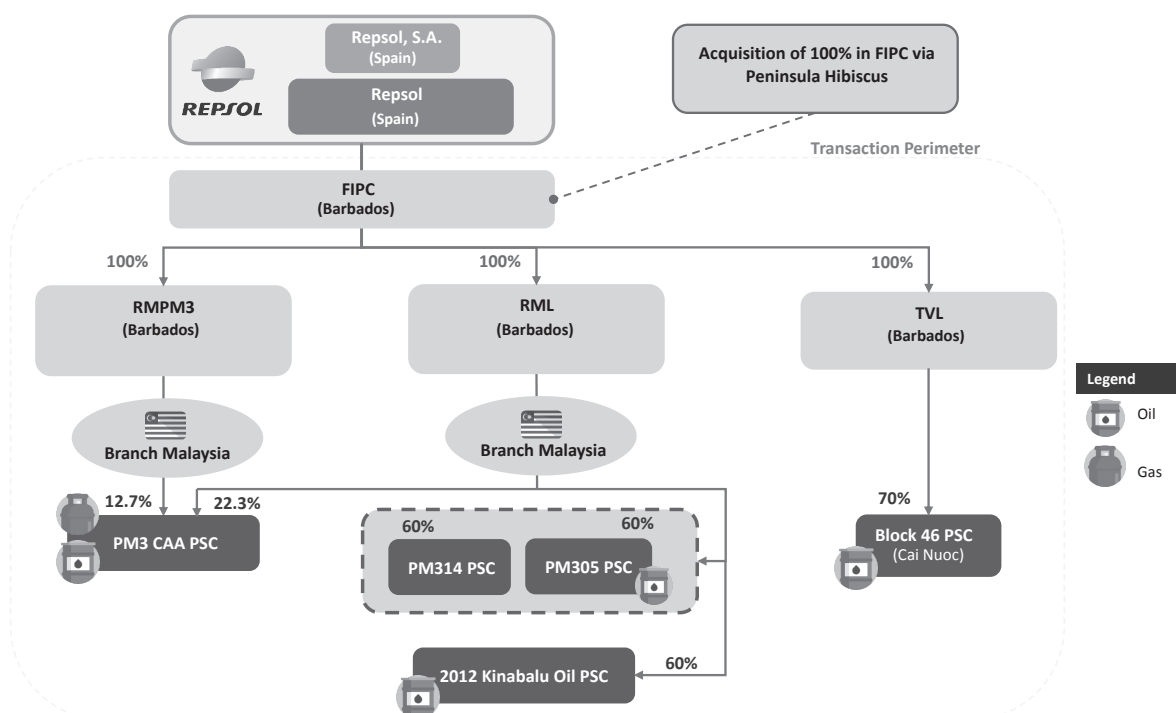 Repsol, S.A.
(Spain)
REPSOL
Repsol
(Spain)
Acquisition of 100% in FIPC via
Peninsula Hibiscus
Transaction Perimeter
FIPC
(Barbados)
100%
100%
100%
RMPM3
(Barbados)
RML
(Barbados)
TVL
(Barbados)
Legend
Oil
Gas
Branch Malaysia
Branch Malaysia
12.7%
22.3%
PM3 CAA PSC
60%
60%
PM314 PSC
PM305 PSC
70%
Block 46 PSC
(Cai Nuoc)
60%
2012 Kinabalu Oil PSC